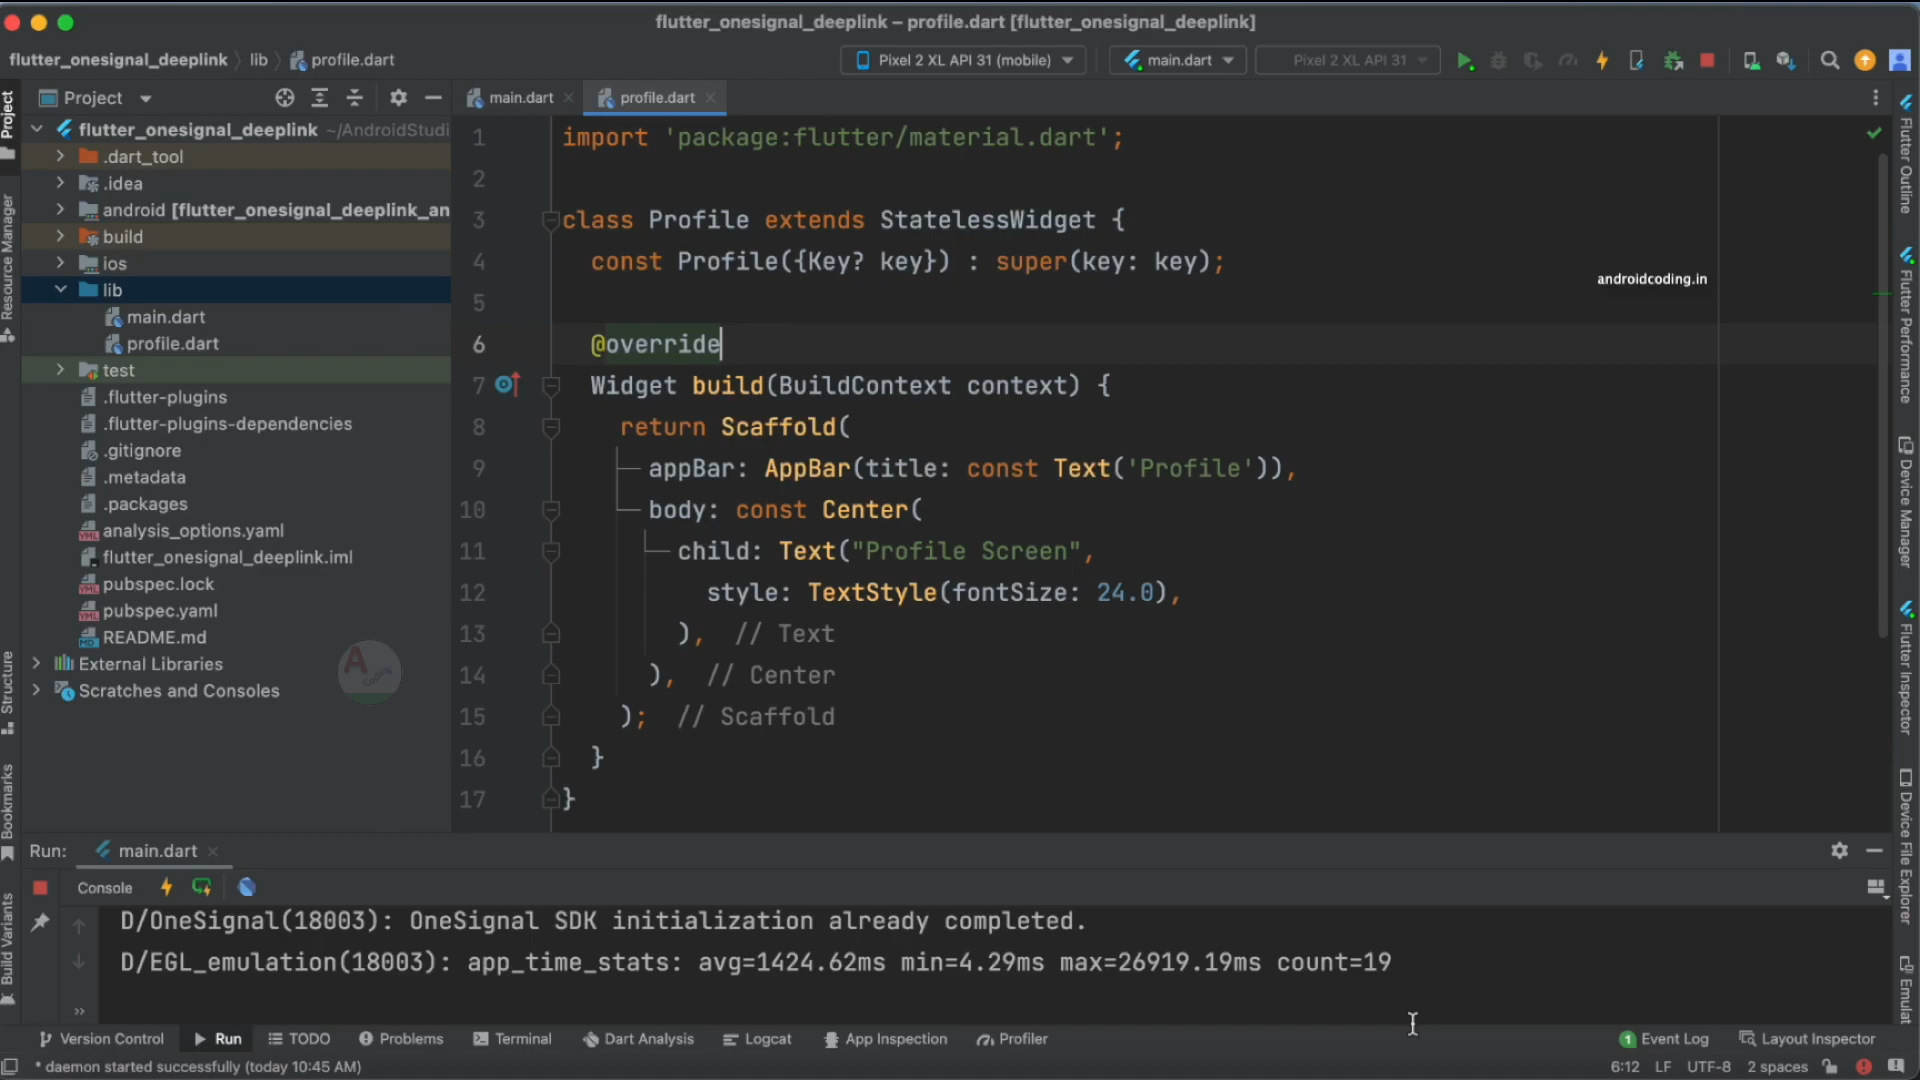 flutter_onesignal_deeplink – profile.dart [flutter_onesignal_deeplink]
flutter_onesignal_deeplink lib profile.dart
Pixel 2 XL API 31 (mobile) main.dart Pixel 2 XL API 31
Project
main.dart profile.dart
flutter_onesignal_deeplink ~/AndroidStudi
.dart_tool
.idea
android [flutter_onesignal_deeplink_an
build
ios
lib
main.dart
profile.dart
test
.flutter-plugins
.flutter-plugins-dependencies
.gitignore
.metadata
.packages
analysis_options.yaml
flutter_onesignal_deeplink.iml
pubspec.lock
pubspec.yaml
README.md
External Libraries
Scratches and Consoles
1 import 'package:flutter/material.dart';
2
3 class Profile extends StatelessWidget {
4 const Profile({Key? key}) : super(key: key);
5
6 @override
7 Widget build(BuildContext context) {
8 return Scaffold(
9 appBar: AppBar(title: const Text('Profile')),
10 body: const Center(
11 child: Text("Profile Screen",
12 style: TextStyle(fontSize: 24.0),
13 ), // Text
14 ), // Center
15 ); // Scaffold
16 }
17 }
androidcoding.in
Project
Resource Manager
Structure
Bookmarks
Build Variants
Flutter Outline
Flutter Performance
Device Manager
Flutter Inspector
Device File Explorer
Emulat
Run: main.dart
Console
D/OneSignal(18003): OneSignal SDK initialization already completed.
D/EGL_emulation(18003): app_time_stats: avg=1424.62ms min=4.29ms max=26919.19ms count=19
Version Control Run TODO Problems Terminal Dart Analysis Logcat App Inspection Profiler 1 Event Log Layout Inspector
* daemon started successfully (today 10:45 AM) 6:12 LF UTF-8 2 spaces